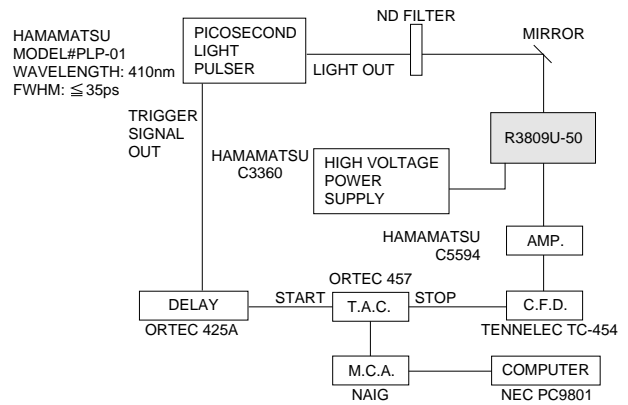 HAMAMATSU
MODEL#PLP-01
WAVELENGTH: 410nm
FWHM: ≦ 35ps
PICOSECOND
LIGHT
PULSER
ND FILTER
MIRROR
LIGHT OUT
TRIGGER
SIGNAL
OUT
R3809U-50
HAMAMATSU
C3360
HIGH VOLTAGE
POWER
SUPPLY
HAMAMATSU
C5594
AMP.
ORTEC 457
DELAY
START
T.A.C.
STOP
C.F.D.
ORTEC 425A
TENNELEC TC-454
M.C.A.
COMPUTER
NAIG
NEC PC9801